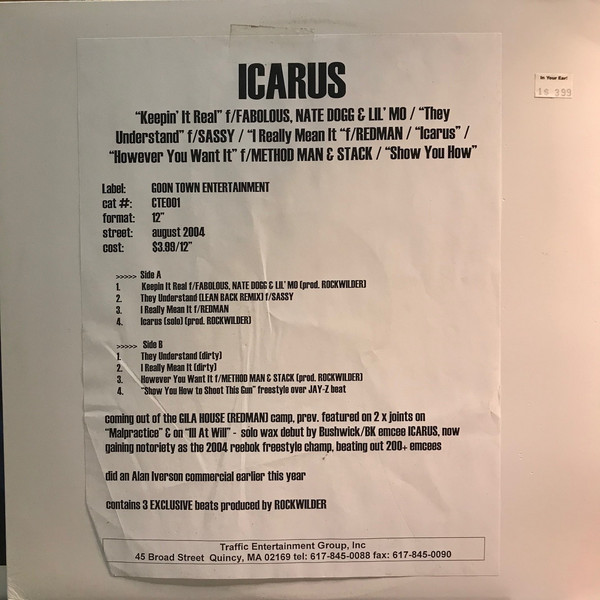 ICARUS
"Keepin' It Real" f/FABOLOUS, NATE DOGG & LIL' MO / "They
Understand" f/SASSY / "I Really Mean It "f/REDMAN / "Icarus" /
"However You Want It" f/METHOD MAN & STACK / "Show You How"
In Your Ear!
1$ 3.99
Label: GOON TOWN ENTERTAINMENT
cat #: CTE001
format: 12"
street: august 2004
cost: $3.99/12"
>>>>> Side A
1. Keepin It Real f/FABOLOUS, NATE DOGG & LIL' MO (prod. ROCKWILDER)
2. They Understand (LEAN BACK REMIX) f/SASSY
3. I Really Mean It f/REDMAN
4. Icarus (solo) (prod. ROCKWILDER)
>>>>> Side B
1. They Understand (dirty)
2. I Really Mean It (dirty)
3. However You Want It f/METHOD MAN & STACK (prod. ROCKWILDER)
4. "Show You How to Shoot This Gun" freestyle over JAY-Z beat
coming out of the GILA HOUSE (REDMAN) camp, prev. featured on 2 x joints on
"Malpractice" & on "Ill At Will" - solo wax debut by Bushwick/BK emcee ICARUS, now
gaining notoriety as the 2004 reebok freestyle champ, beating out 200+ emcees
did an Alan Iverson commercial earlier this year
contains 3 EXCLUSIVE beats produced by ROCKWILDER
Traffic Entertainment Group, Inc
45 Broad Street Quincy, MA 02169 tel: 617-845-0088 fax: 617-845-0090